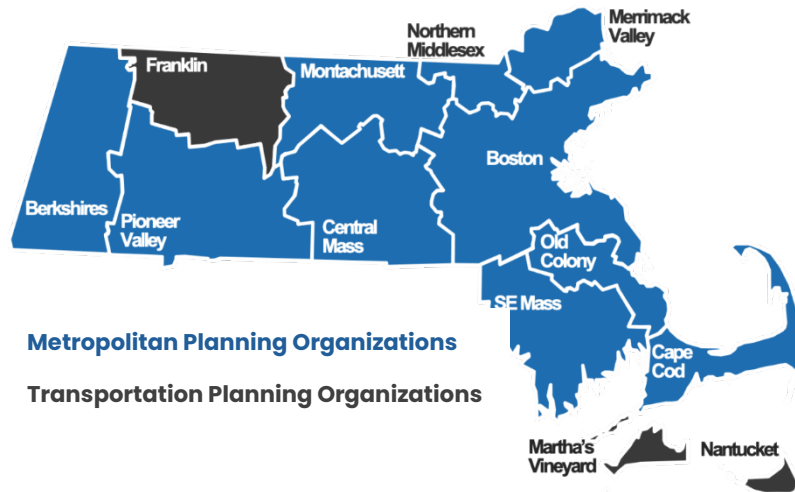 Northern
Middlesex
Merrimack
Valley
Franklin
Montachusett
Boston
Berkshires
Pioneer
Valley
Central
Mass
Old
Colony
SE Mass
Metropolitan Planning Organizations
Cape
Cod
Transportation Planning Organizations
Martha's
Vineyard
Nantucket